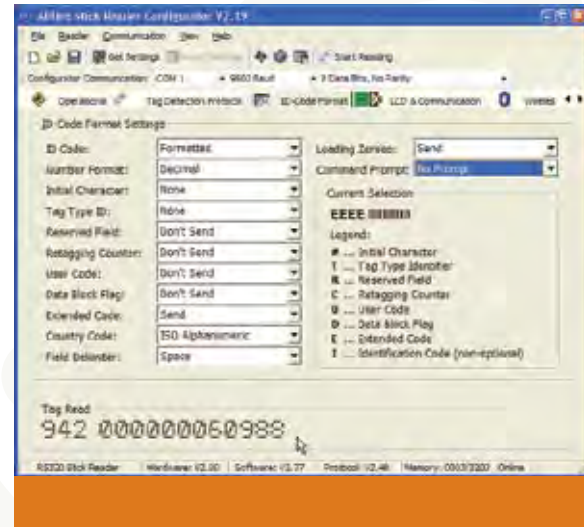 Allflex Stick Reader Configurator V2.19
File Reader Communication View Help
Get Settings Start Reading
Configurator Communication: COM 1 9600 Baud 7 Data Bits, No Parity
Operational Tag Detection Protocol ID-Code Format LCD & Communication Wireless
ID Code Format Settings
ID Code: Formatted
Number Format: Decimal
Initial Character: None
Tag Type ID: None
Reserved Field: Don't Send
Retagging Counter: Don't Send
User Code: Don't Send
Data Block Flag: Don't Send
Extended Code: Send
Country Code: ISO Alphanumeric
Field Delimiter: Space
Leading Zeroes: Send
Command Prompt: No Prompt
Current Selection
EEEE IIIIIIII
Legend:
# ... Initial Character
T ... Tag Type Identifier
R ... Reserved Field
C ... Retagging Counter
U ... User Code
D ... Data Block Flag
E ... Extended Code
I ... Identification Code (non-optional)
Tag Read
942 000000060988
RS320 Stick Reader Hardware: V2.00 Software: V2.77 Protocol: V2.48 Online